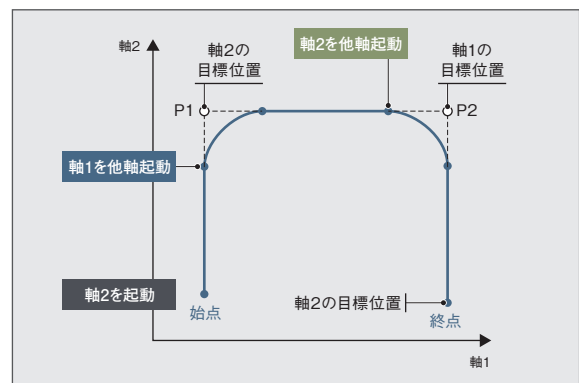 軸2
軸2の
目標位置
軸2を他軸起動
軸1の
目標位置
P1
P2
軸1を他軸起動
軸2を起動
始点
軸2の目標位置
終点
軸1